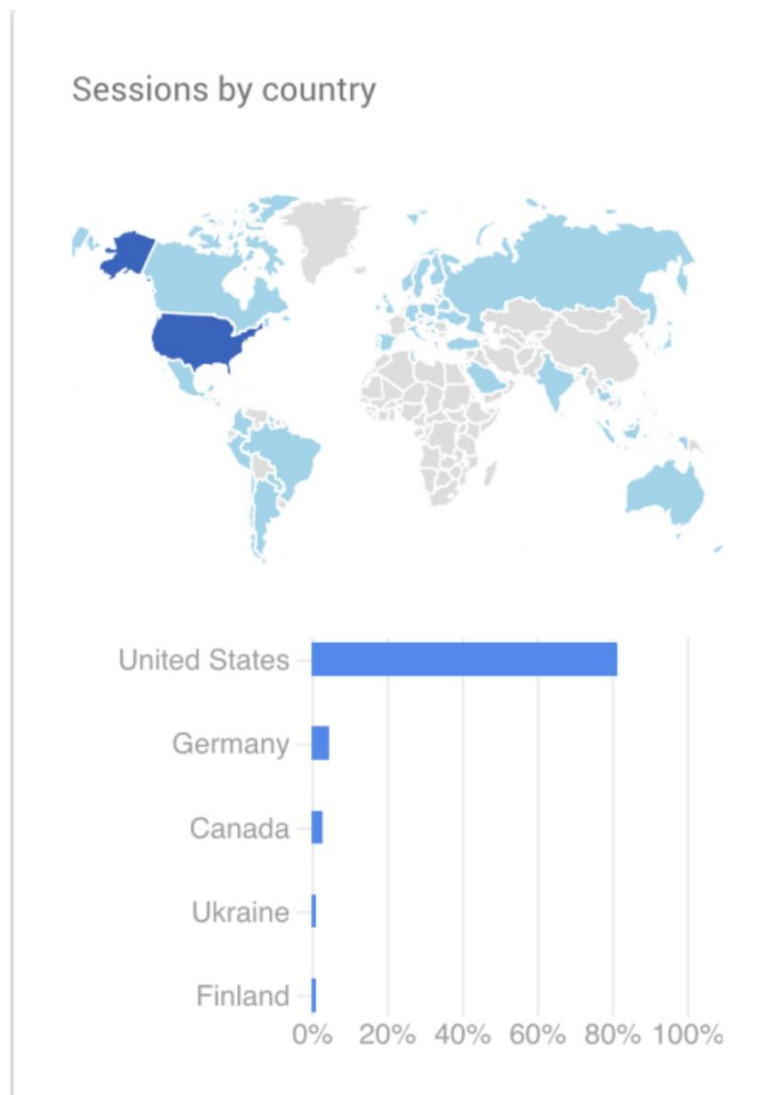 Sessions by country
United States
Germany
Canada
Ukraine
Finland
0% 20% 40% 60% 80% 100%